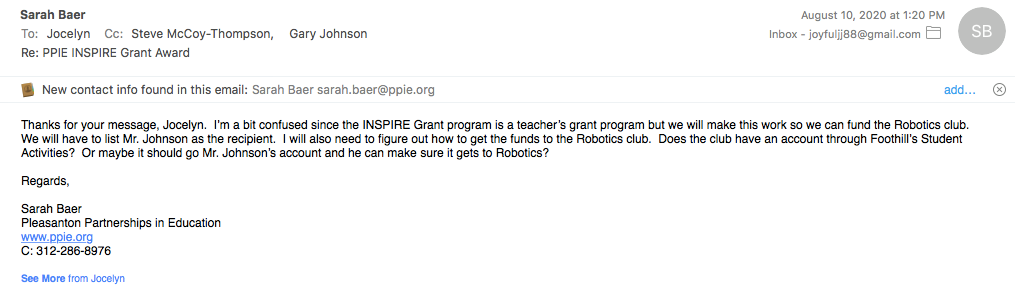 Sarah Baer
August 10, 2020 at 1:20 PM
To: Jocelyn Cc: Steve McCoy-Thompson, Gary Johnson
Inbox - joyfuljj88@gmail.com
SB
Re: PPIE INSPIRE Grant Award
New contact info found in this email: Sarah Baer sarah.baer@ppie.org
add...
Thanks for your message, Jocelyn. I'm a bit confused since the INSPIRE Grant program is a teacher's grant program but we will make this work so we can fund the Robotics club.
We will have to list Mr. Johnson as the recipient. I will also need to figure out how to get the funds to the Robotics club. Does the club have an account through Foothill's Student
Activities? Or maybe it should go Mr. Johnson's account and he can make sure it gets to Robotics?
Regards,
Sarah Baer
Pleasanton Partnerships in Education
www.ppie.org
C: 312-286-8976
See More from Jocelyn